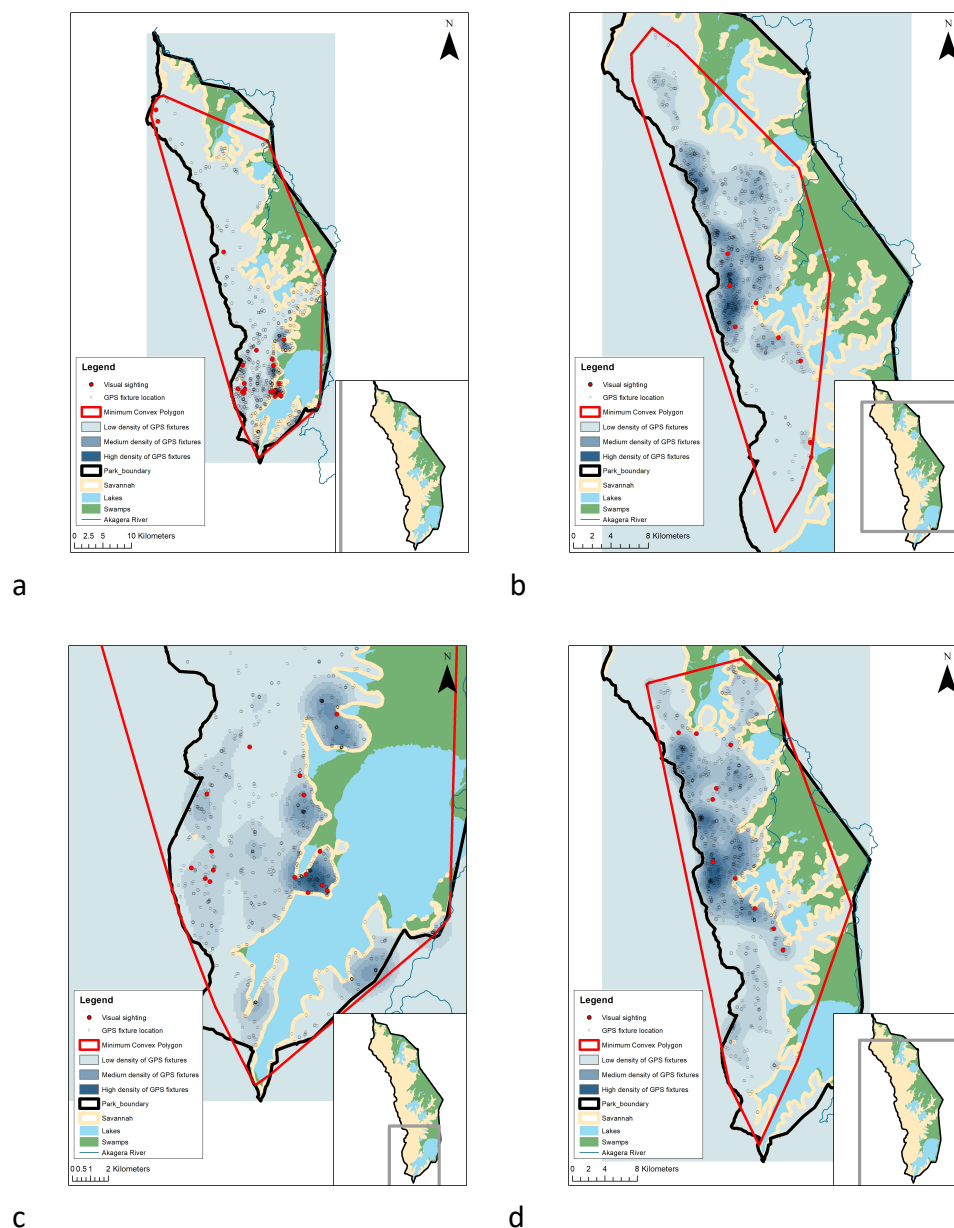 N
Legend
Visual sighting
GPS fixture location
Minimum Convex Polygon
Low density of GPS fixtures
Medium density of GPS fixtures
High density of GPS fixtures
Park_boundary
Savannah
Lakes
Swamps
Akagera River
0 2.5 5 10 Kilometers
a
N
Legend
Visual sighting
GPS fixture location
Minimum Convex Polygon
Low density of GPS fixtures
Medium density of GPS fixtures
High density of GPS fixtures
Park_boundary
Savannah
Lakes
Swamps
Akagera River
0 2 4 8 Kilometers
b
N
Legend
Visual sighting
GPS fixture location
Minimum Convex Polygon
Low density of GPS fixtures
Medium density of GPS fixtures
High density of GPS fixtures
Park_boundary
Savannah
Lakes
Swamps
Akagera River
0 0.5 1 2 Kilometers
c
N
Legend
Visual sighting
GPS fixture location
Minimum Convex Polygon
Low density of GPS fixtures
Medium density of GPS fixtures
High density of GPS fixtures
Park_boundary
Savannah
Lakes
Swamps
Akagera River
0 2 4 8 Kilometers
d